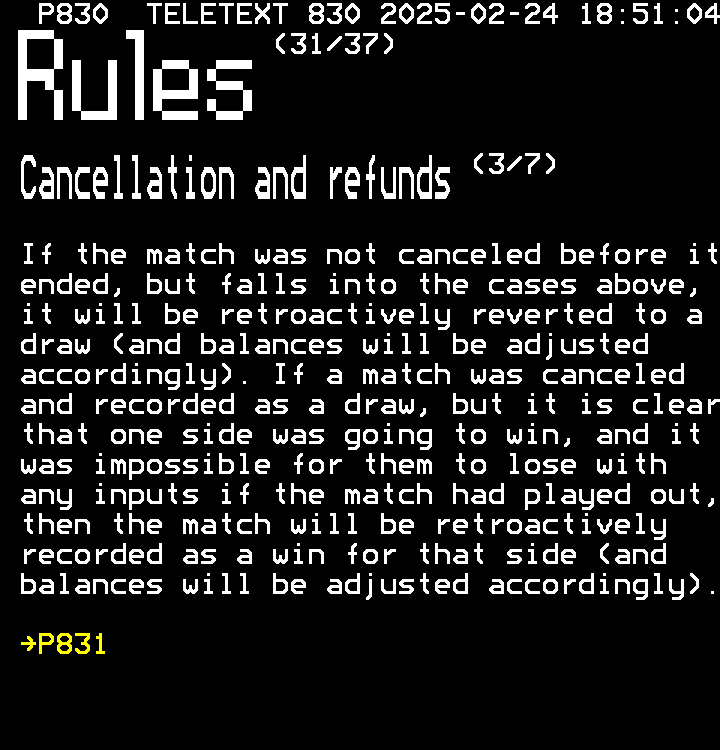 P830  TELETEXT 830 2025-02-24 18:51:04
Rules (31/37)
Cancellation and refunds (3/7)
If the match was not canceled before it
ended, but falls into the cases above,
it will be retroactively reverted to a
draw (and balances will be adjusted
accordingly). If a match was canceled
and recorded as a draw, but it is clear
that one side was going to win, and it
was impossible for them to lose with
any inputs if the match had played out,
then the match will be retroactively
recorded as a win for that side (and
balances will be adjusted accordingly).
→P831